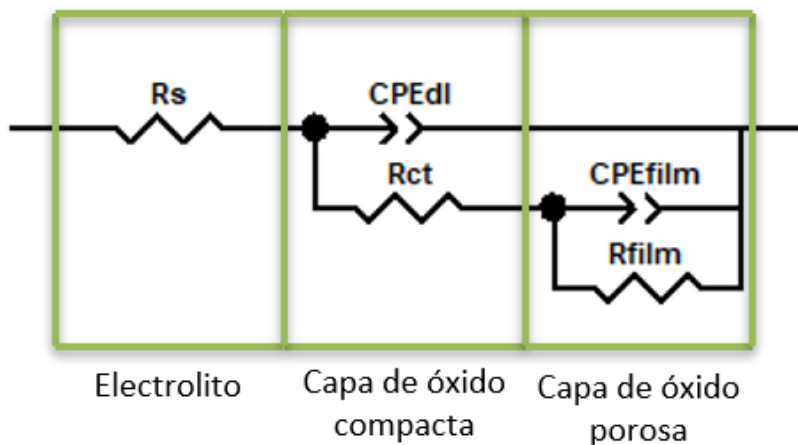 Rs
CPEdl
Rct
CPEfilm
Rfilm
Electrolito
Capa de óxido
compacta
Capa de óxido
porosa